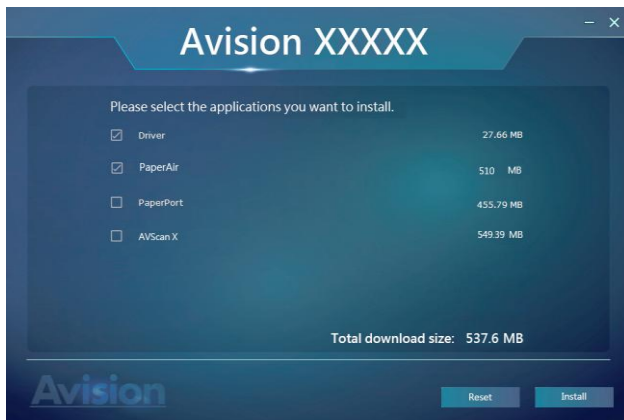 Avision XXXXX
Please select the applications you want to install.
Driver 27.66 MB
PaperAir 510 MB
PaperPort 455.79 MB
AVScan X 549.39 MB
Total download size: 537.6 MB
Avision
Reset Install